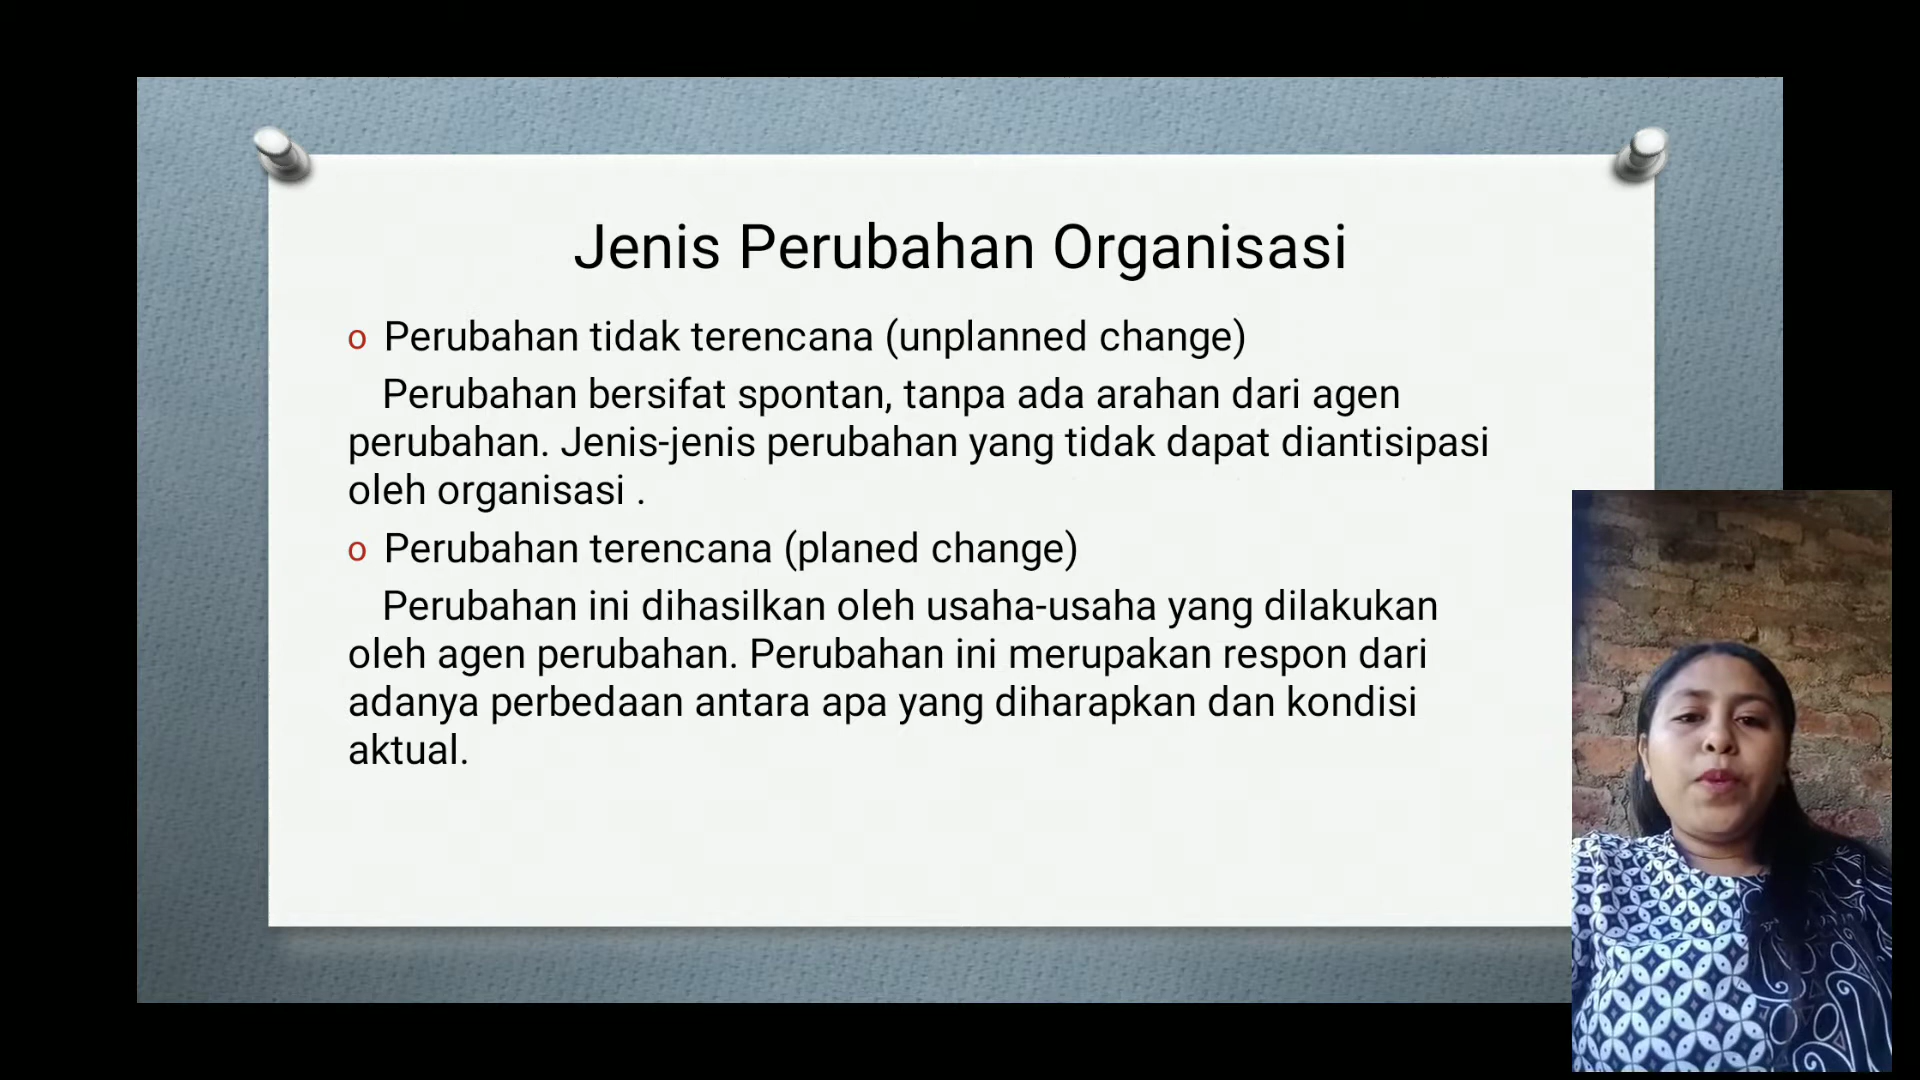 Jenis Perubahan Organisasi
o Perubahan tidak terencana (unplanned change)
Perubahan bersifat spontan, tanpa ada arahan dari agen
perubahan. Jenis-jenis perubahan yang tidak dapat diantisipasi
oleh organisasi .
o Perubahan terencana (planed change)
Perubahan ini dihasilkan oleh usaha-usaha yang dilakukan
oleh agen perubahan. Perubahan ini merupakan respon dari
adanya perbedaan antara apa yang diharapkan dan kondisi
aktual.